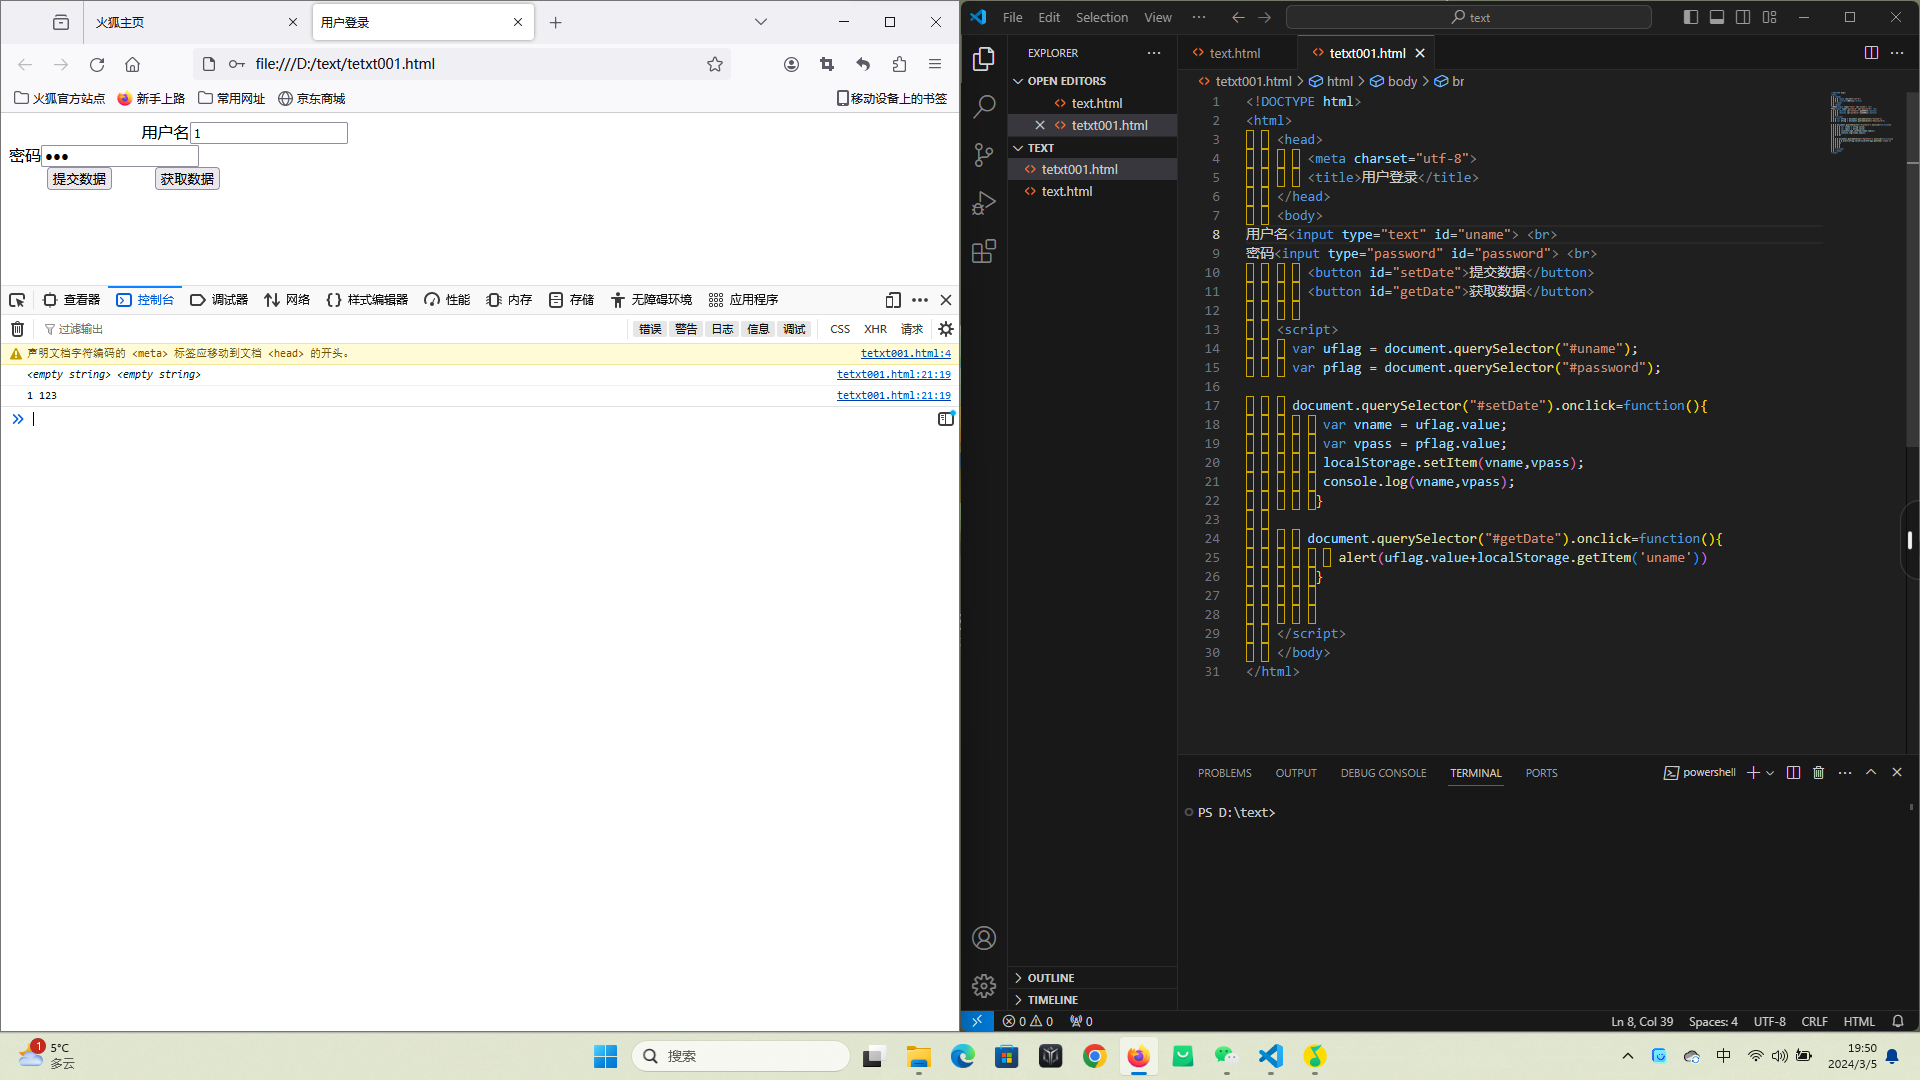 火狐主页
用户登录
file:///D:/text/tetxt001.html
火狐官方站点 新手上路 常用网址 京东商城 移动设备上的书签
用户名 1
密码 •••
提交数据 获取数据
查看器 控制台 调试器 网络 样式编辑器 性能 内存 存储 无障碍环境 应用程序
过滤输出 错误 警告 日志 信息 调试 CSS XHR 请求
声明文档字符编码的 <meta> 标签应移动到文档 <head> 的开头。 tetxt001.html:4
<empty string> <empty string> tetxt001.html:21:19
1 123 tetxt001.html:21:19
File Edit Selection View text
EXPLORER
OPEN EDITORS
text.html
tetxt001.html
TEXT
tetxt001.html
text.html
OUTLINE
TIMELINE
text.html tetxt001.html
tetxt001.html > html > body > br
1 <!DOCTYPE html>
2 <html>
3 <head>
4 <meta charset="utf-8">
5 <title>用户登录</title>
6 </head>
7 <body>
8 用户名<input type="text" id="uname"> <br>
9 密码<input type="password" id="password"> <br>
10 <button id="setDate">提交数据</button>
11 <button id="getDate">获取数据</button>
12
13 <script>
14 var uflag = document.querySelector("#uname");
15 var pflag = document.querySelector("#password");
16
17 document.querySelector("#setDate").onclick=function(){
18 var vname = uflag.value;
19 var vpass = pflag.value;
20 localStorage.setItem(vname,vpass);
21 console.log(vname,vpass);
22 }
23
24 document.querySelector("#getDate").onclick=function(){
25 alert(uflag.value+localStorage.getItem('uname'))
26 }
27
28
29 </script>
30 </body>
31 </html>
PROBLEMS OUTPUT DEBUG CONSOLE TERMINAL PORTS powershell
PS D:\text>
0 0 0 Ln 8, Col 39 Spaces: 4 UTF-8 CRLF HTML
1 5°C
多云
搜索
中
19:50
2024/3/5